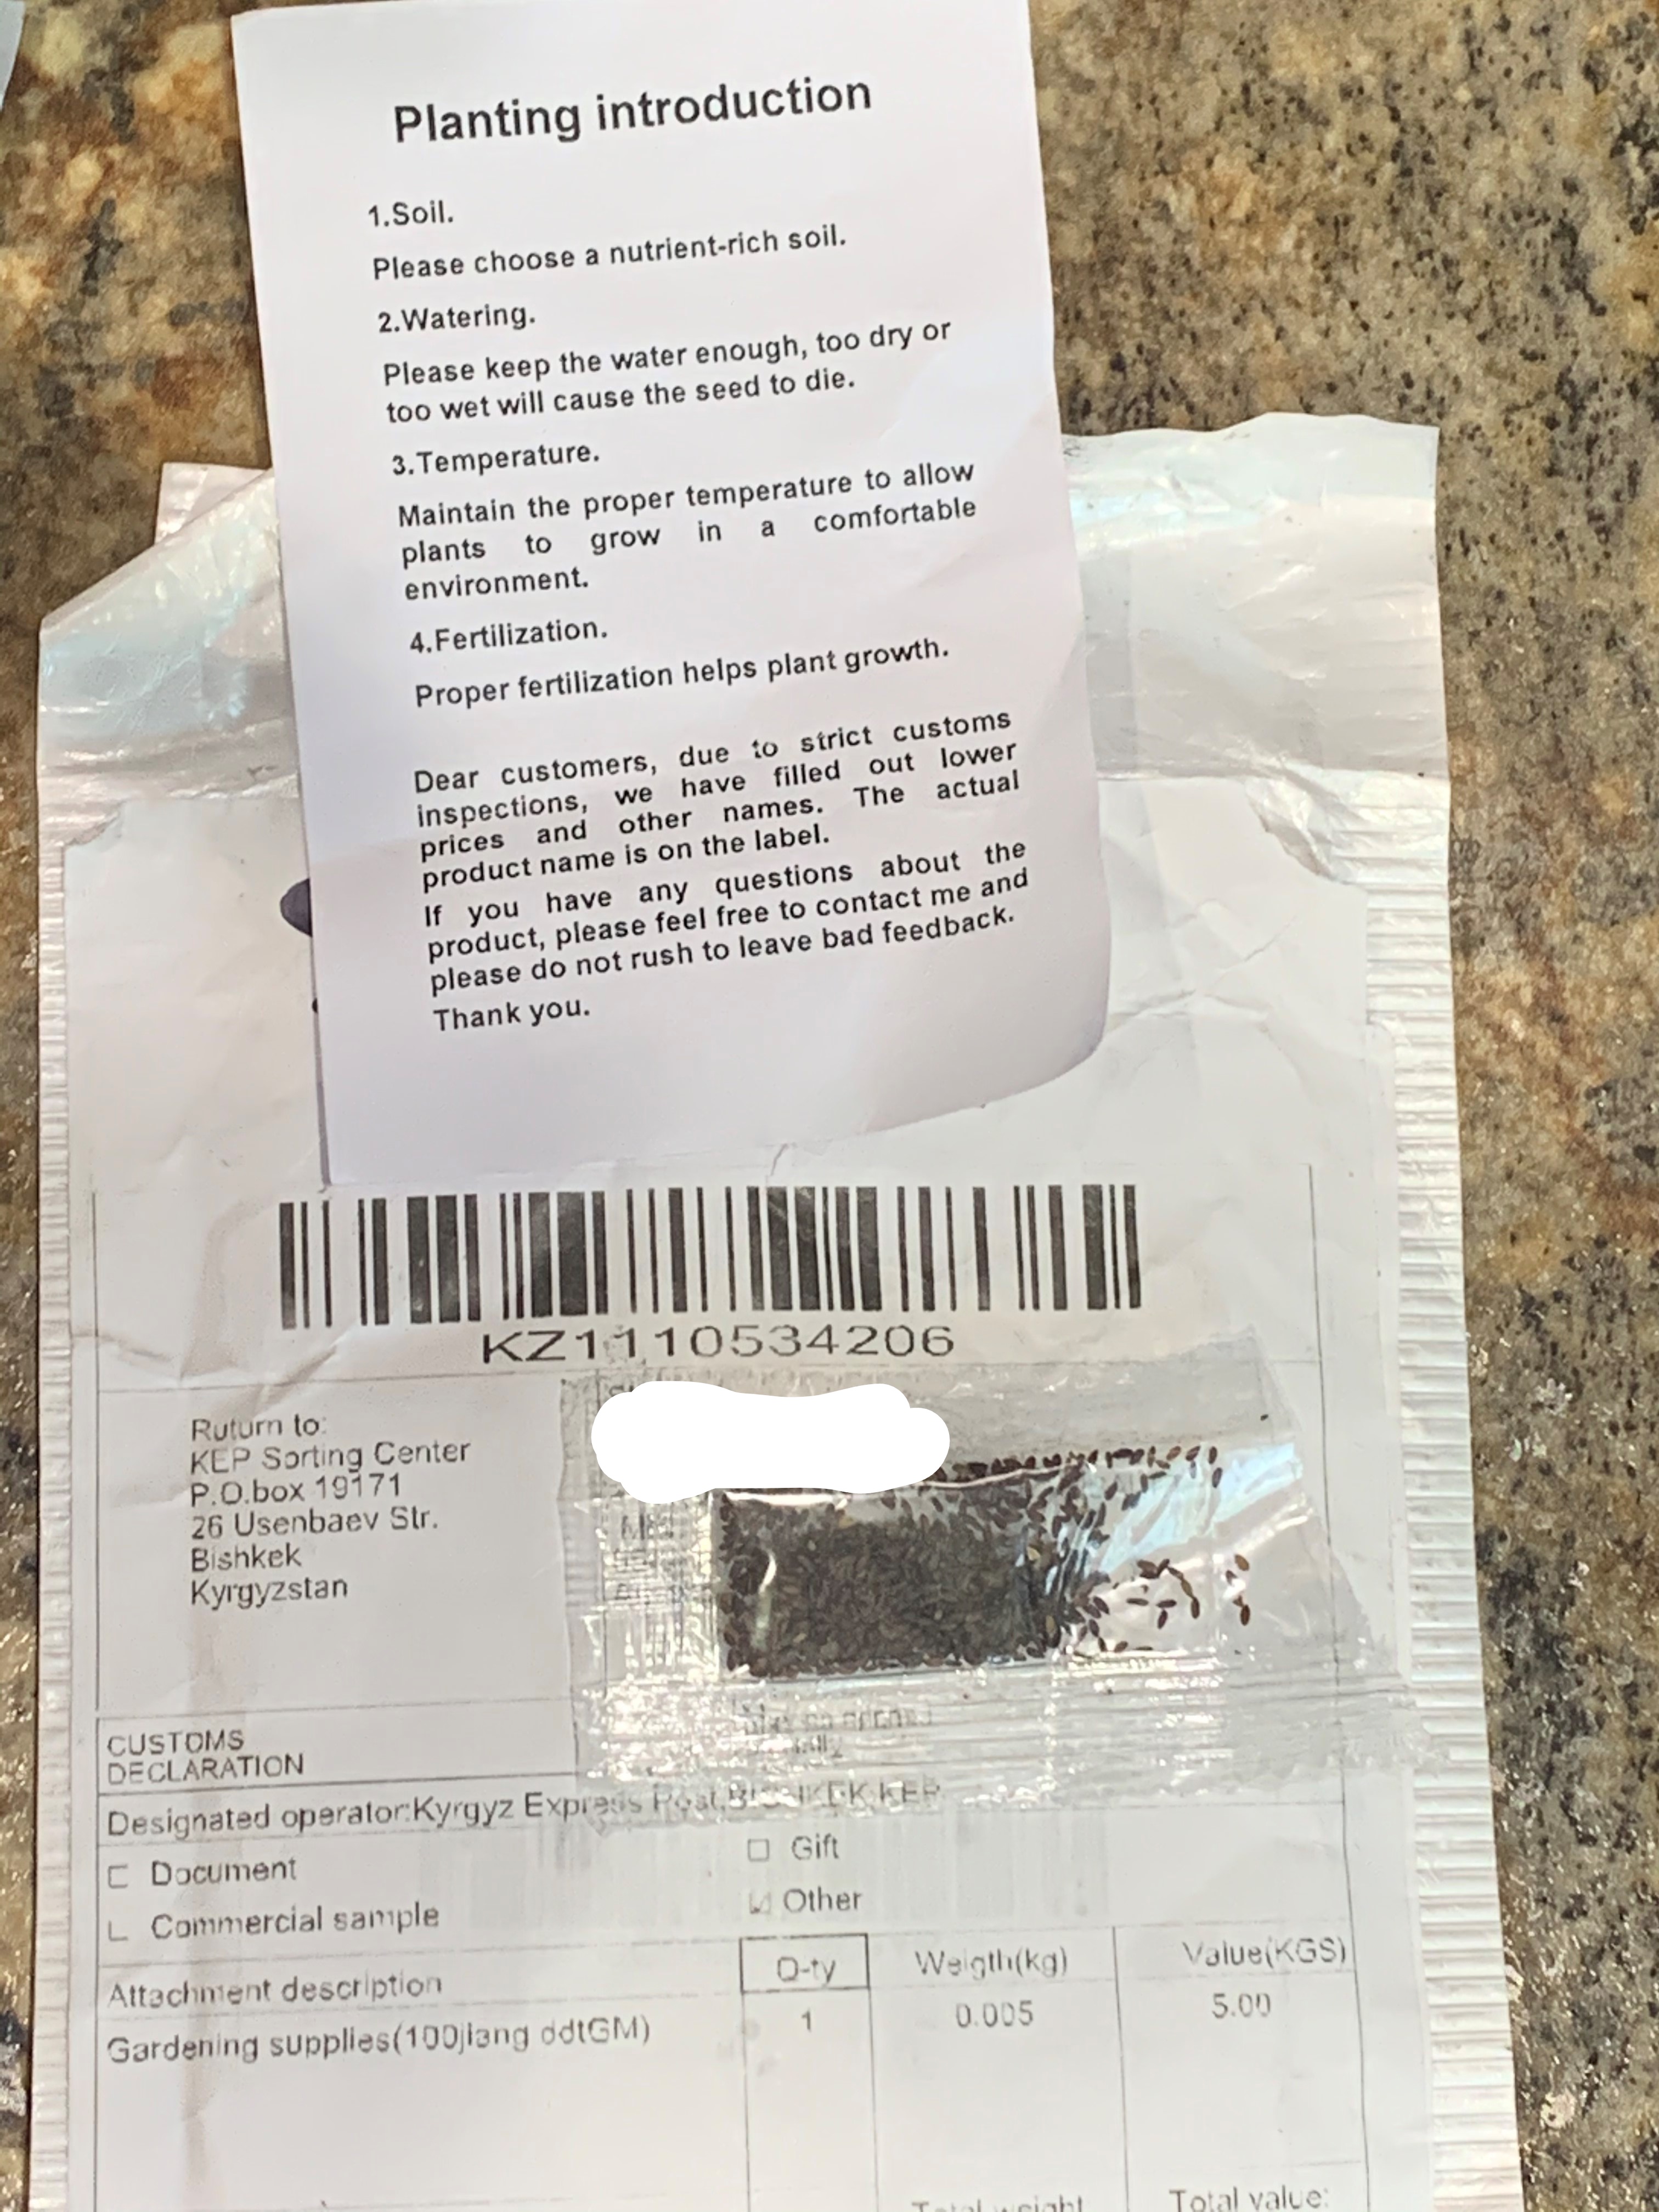 Planting introduction
1.Soil.
Please choose a nutrient-rich soil.
2.Watering.
Please keep the water enough, too dry or
too wet will cause the seed to die.
3.Temperature.
Maintain the proper temperature to allow
plants to grow in a comfortable
environment.
4.Fertilization.
Proper fertilization helps plant growth.
Dear customers, due to strict customs
inspections, we have filled out lower
prices and other names. The actual
product name is on the label.
If you have any questions about the
product, please feel free to contact me and
please do not rush to leave bad feedback.
Thank you.
KZ1110534206
Ruturn to:
KEP Sorting Center
P.O.box 19171
26 Usenbaev Str.
Bishkek
Kyrgyzstan
CUSTOMS
DECLARATION
Designated operator:Kyrgyz Express Post,BISHKEK,KEP
Document
Gift
Commercial sample
Other
Attachment description
Q-ty
Weigth(kg)
Value(KGS)
Gardening supplies(100jiang ddtGM)
1
0.005
5.00
Total weight
Total value: